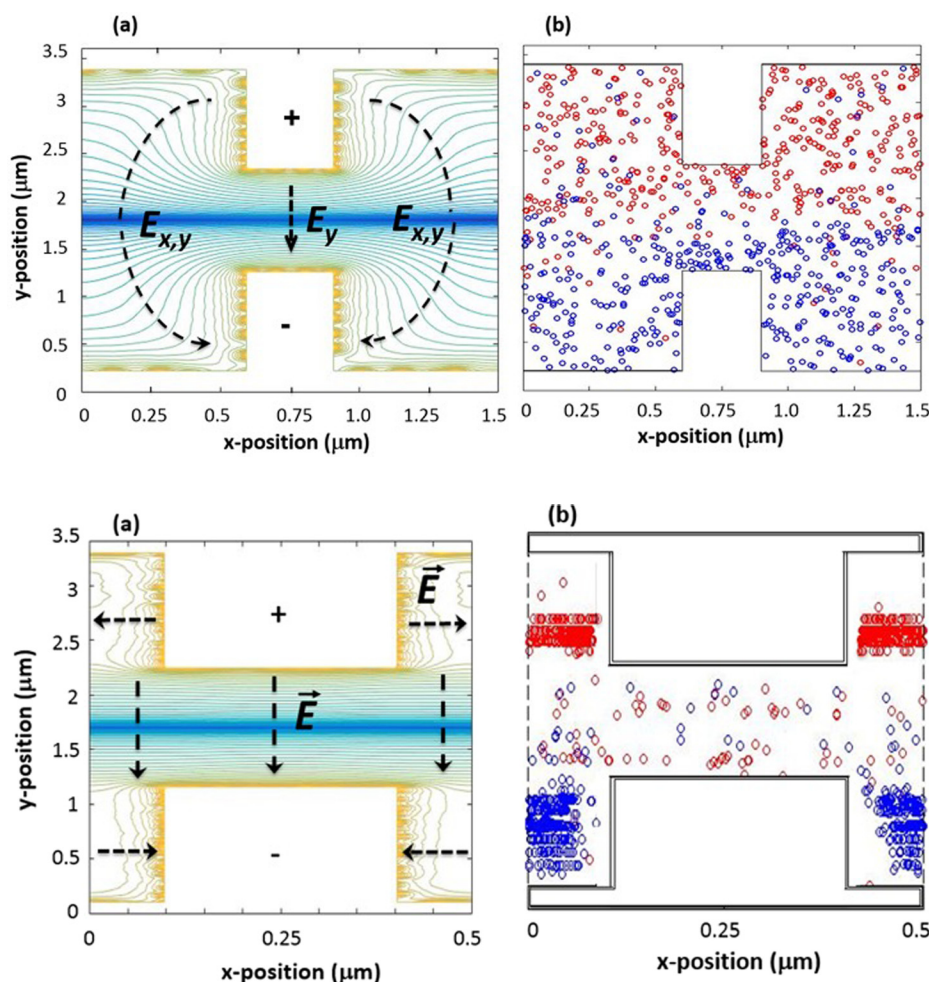 (a)
3.5
3
2.5
2
1.5
1
0.5
0
y-position (μm)
+
E x,y
E y
E x,y
-
0 0.25 0.5 0.75 1.0 1.25 1.5
x-position (μm)
(b)
0 0.25 0.5 0.75 1.0 1.25 1.5
x-position (μm)
(a)
3.5
3
2.5
2
1.5
1
0.5
0
y-position (μm)
E
+
E
-
0 0.25 0.5
x-position (μm)
(b)
0 0.25 0.5
x-position (μm)